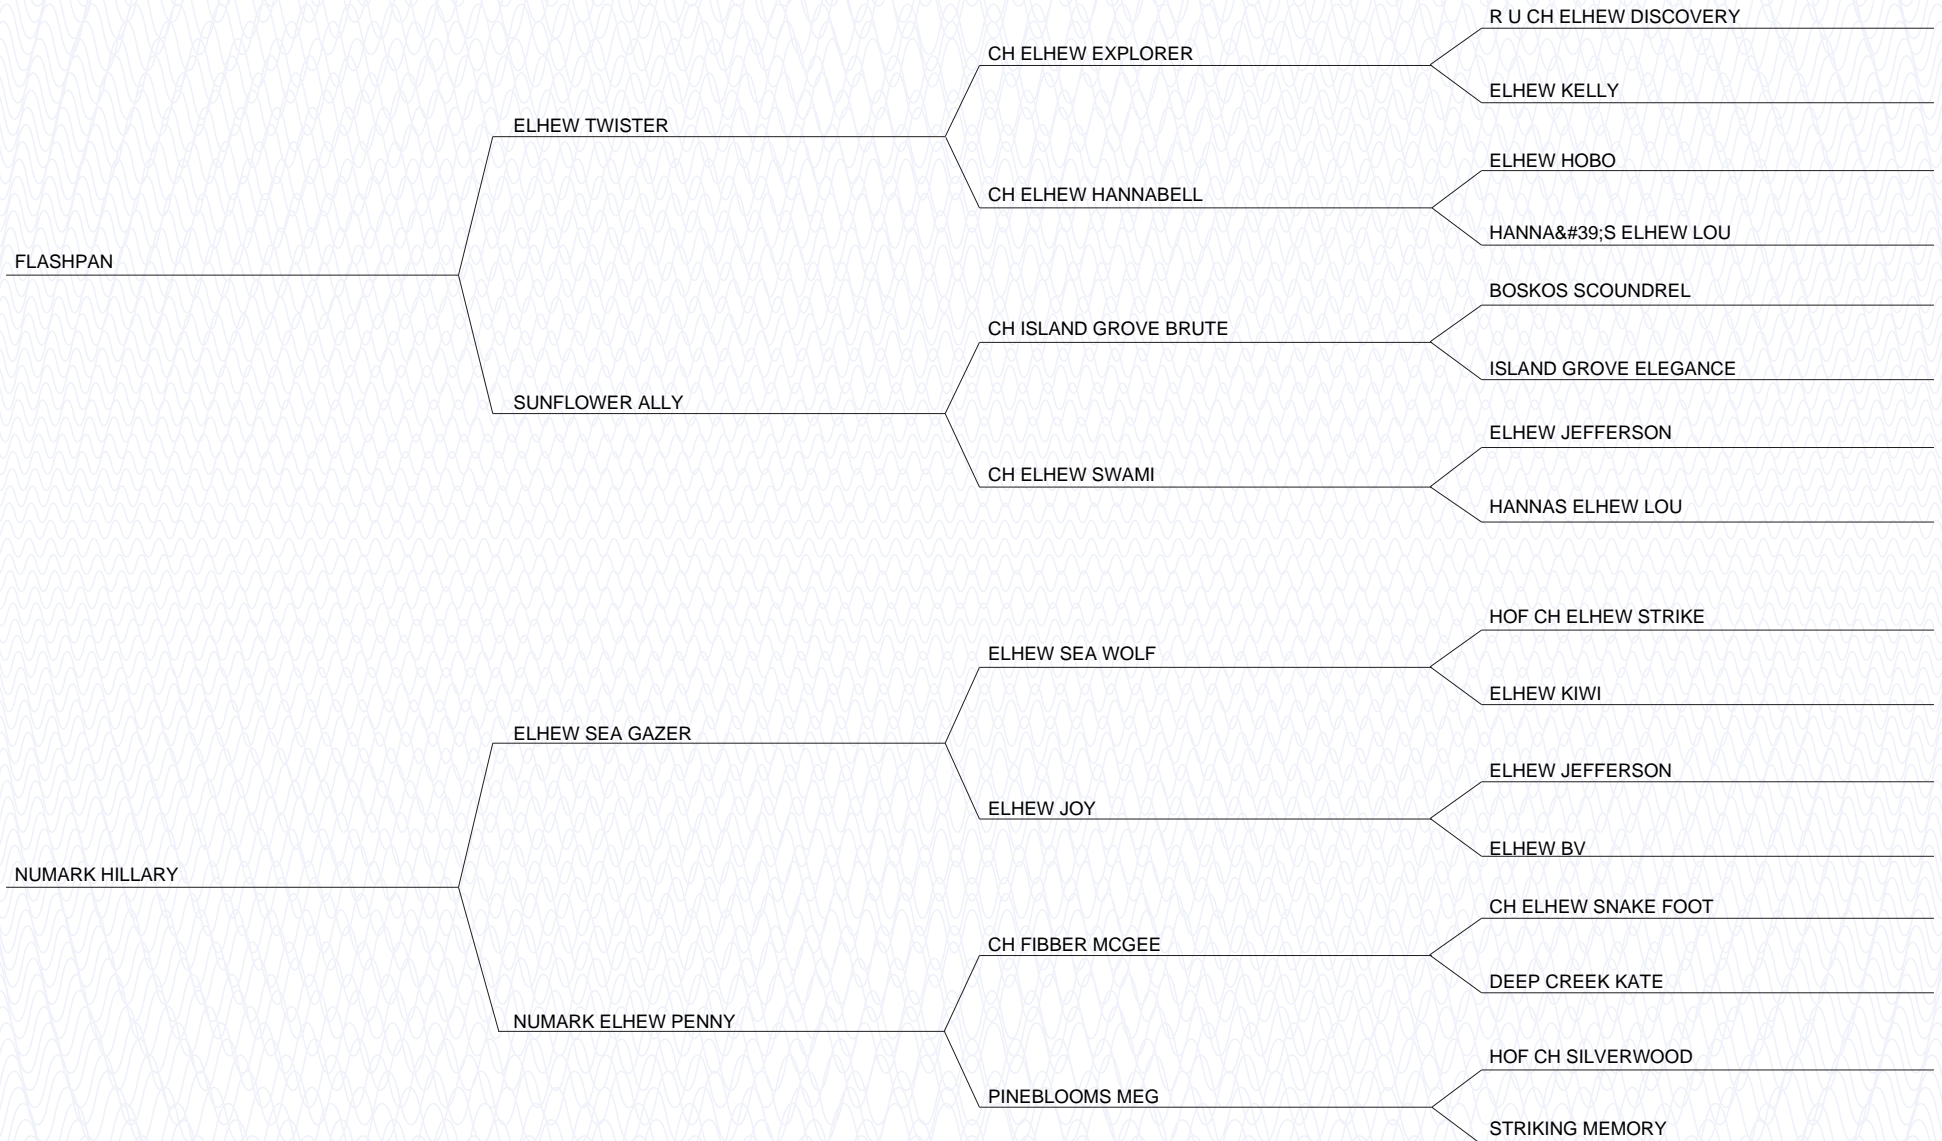 R U CH ELHEW DISCOVERY
CH ELHEW EXPLORER
ELHEW KELLY
ELHEW TWISTER
ELHEW HOBO
CH ELHEW HANNABELL
HANNA&#39;S ELHEW LOU
FLASHPAN
BOSKOS SCOUNDREL
CH ISLAND GROVE BRUTE
ISLAND GROVE ELEGANCE
SUNFLOWER ALLY
ELHEW JEFFERSON
CH ELHEW SWAMI
HANNAS ELHEW LOU
HOF CH ELHEW STRIKE
ELHEW SEA WOLF
ELHEW KIWI
ELHEW SEA GAZER
ELHEW JEFFERSON
ELHEW JOY
ELHEW BV
NUMARK HILLARY
CH ELHEW SNAKE FOOT
CH FIBBER MCGEE
DEEP CREEK KATE
NUMARK ELHEW PENNY
HOF CH SILVERWOOD
PINEBLOOMS MEG
STRIKING MEMORY